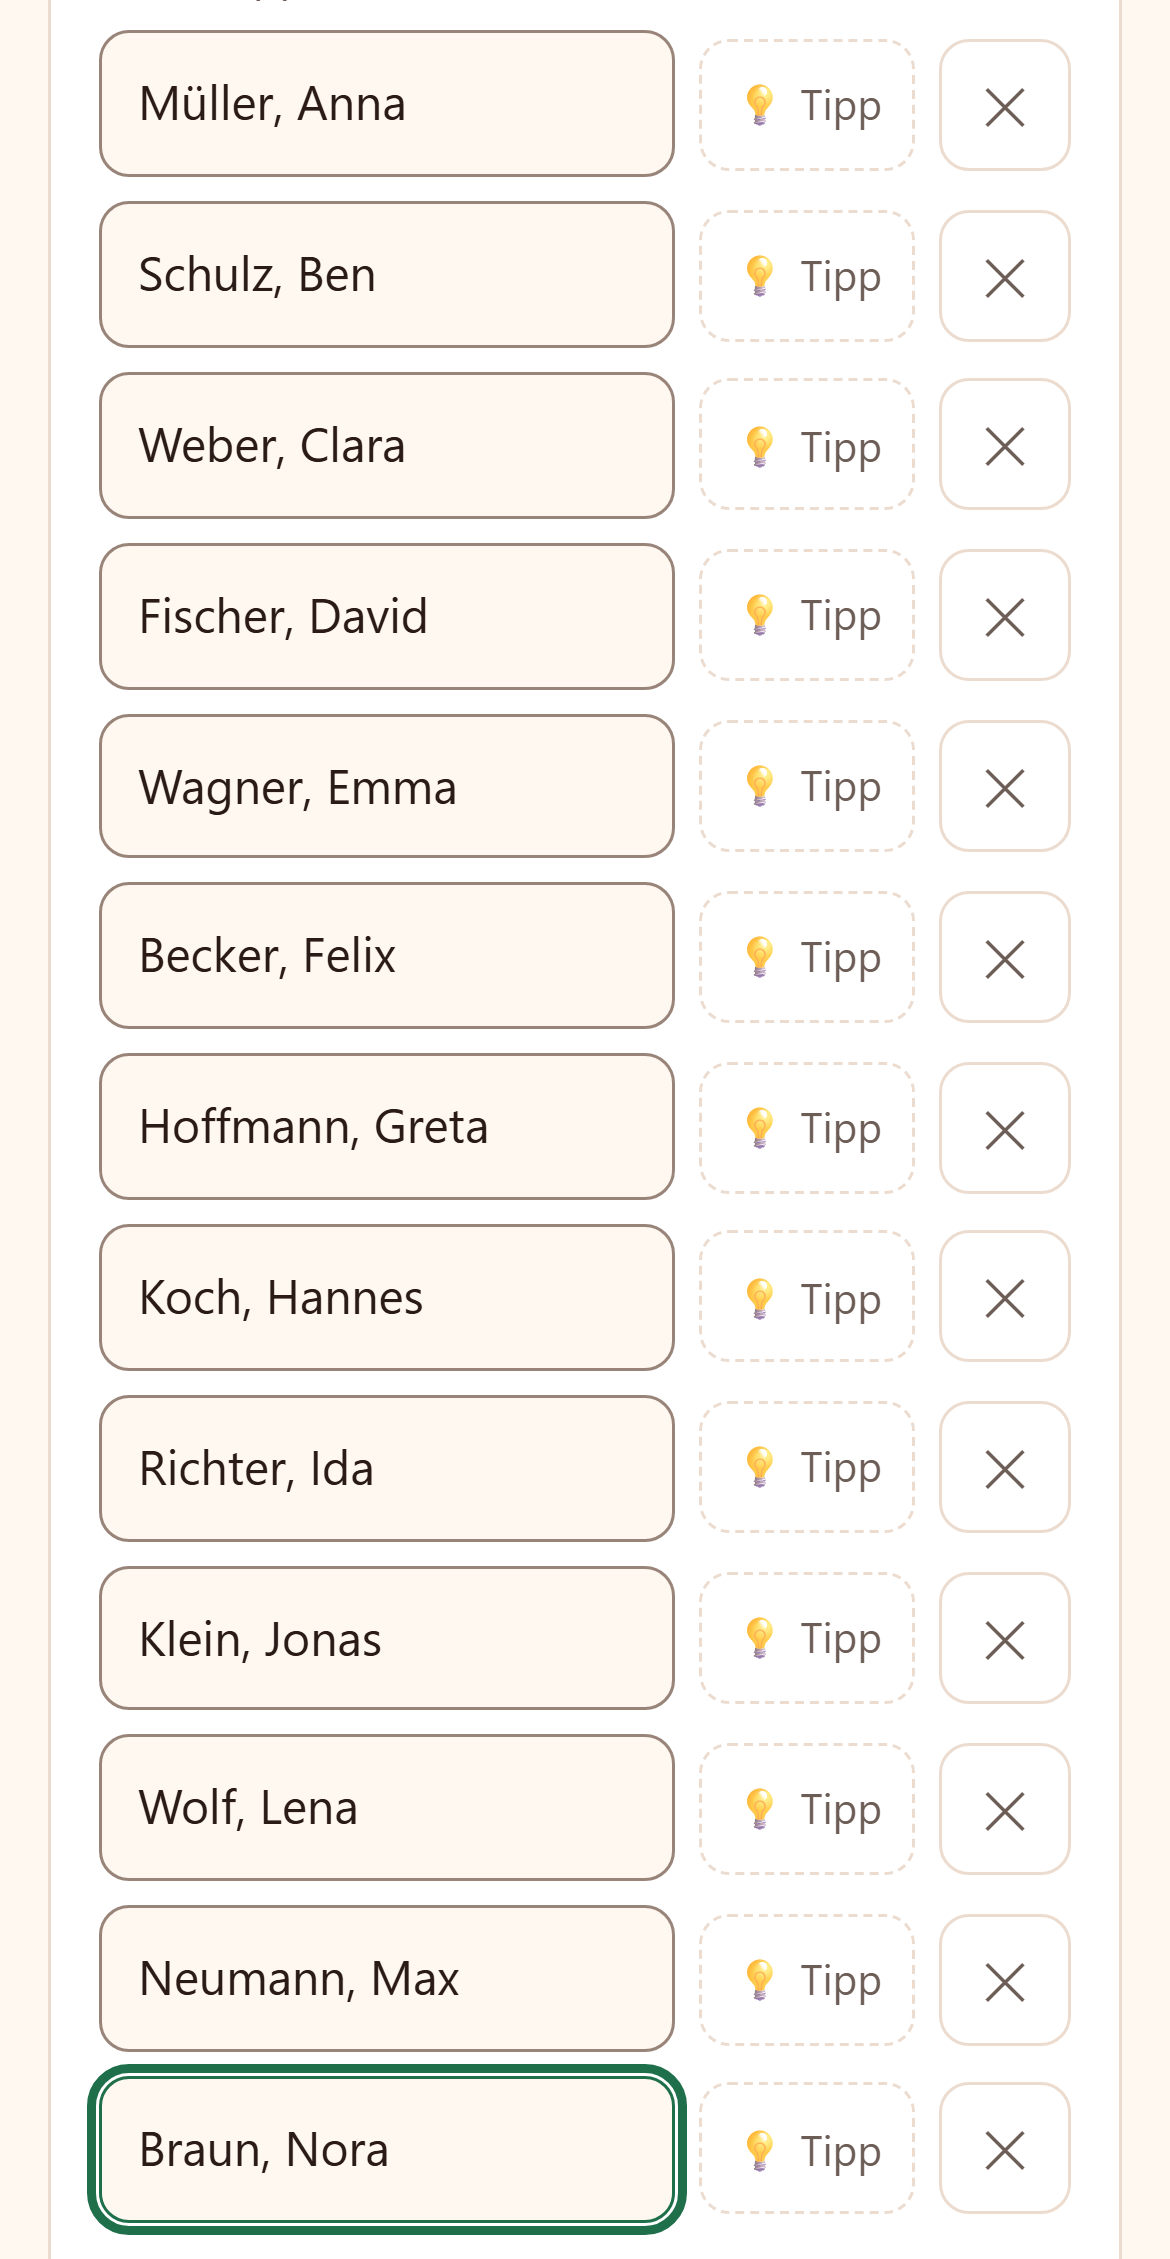 Müller, Anna Tipp
Schulz, Ben Tipp
Weber, Clara Tipp
Fischer, David Tipp
Wagner, Emma Tipp
Becker, Felix Tipp
Hoffmann, Greta Tipp
Koch, Hannes Tipp
Richter, Ida Tipp
Klein, Jonas Tipp
Wolf, Lena Tipp
Neumann, Max Tipp
Braun, Nora Tipp